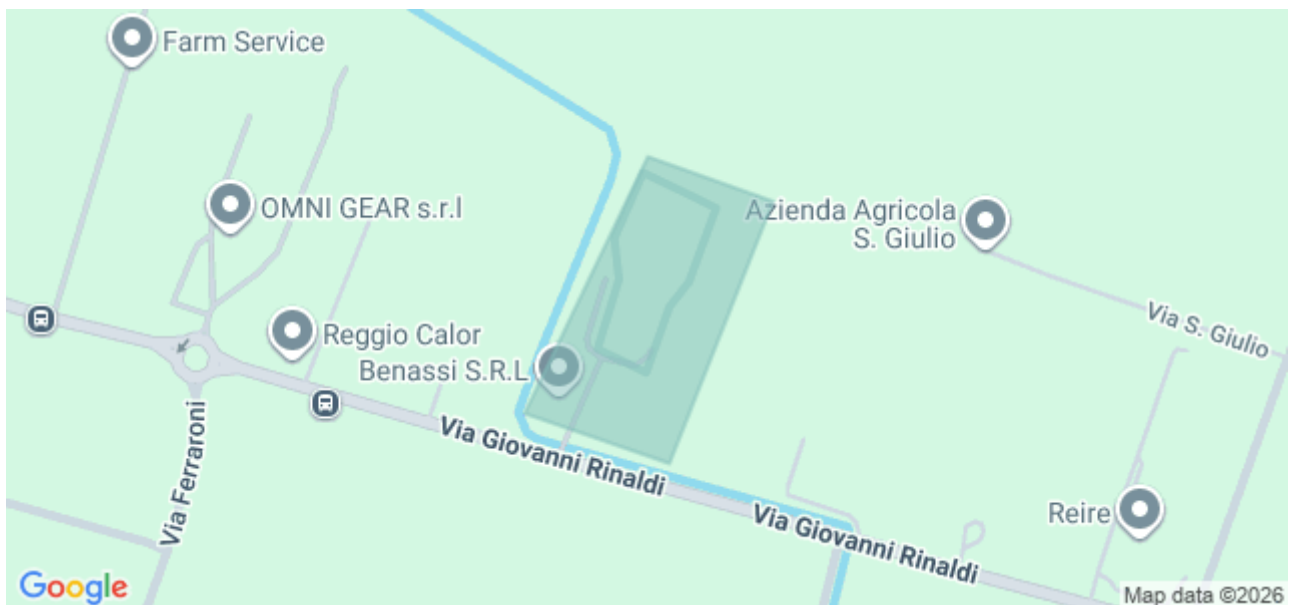 Farm Service
OMNI GEAR s.r.l
Azienda Agricola
S. Giulio
Via S. Giulio
Reggio Calor
Benassi S.R.L
Via Ferraroni
Via Giovanni Rinaldi
Via Giovanni Rinaldi
Reire
Google
Map data ©2026